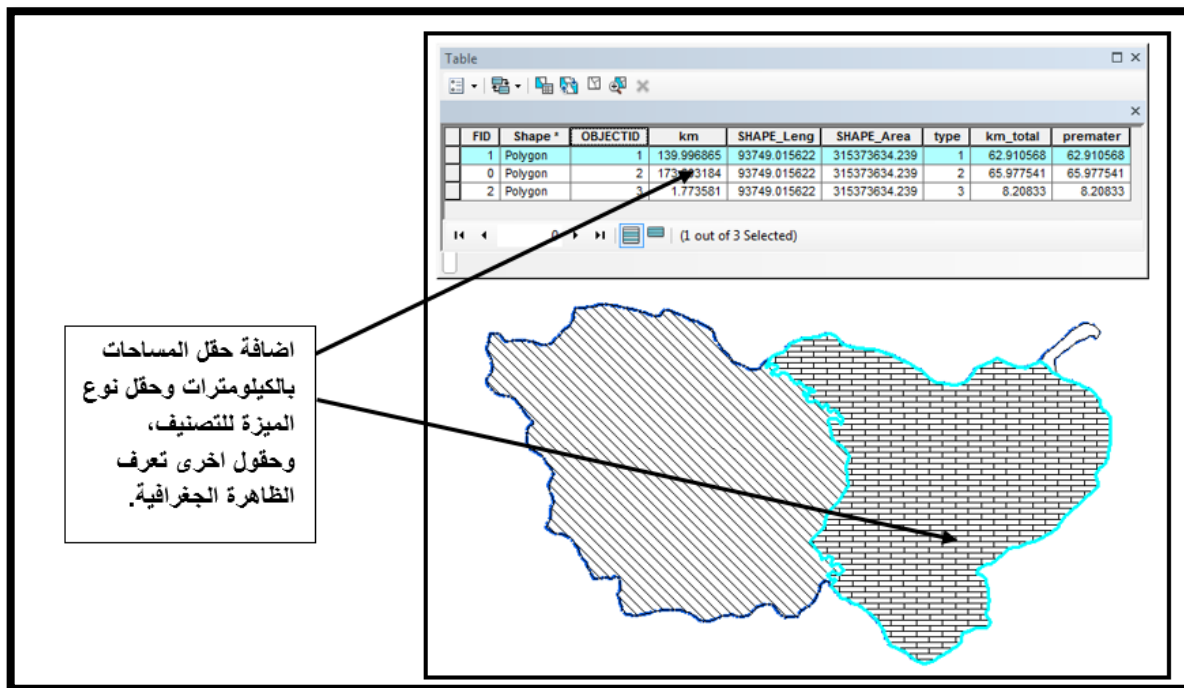 Table
FID Shape * OBJECTID km SHAPE_Leng SHAPE_Area type km_total premater
1 Polygon 1 139.996865 93749.015622 315373634.239 1 62.910568 62.910568
0 Polygon 2 93749.015622 315373634.239 2 65.977541 65.977541
2 Polygon 3 1.773581 93749.015622 315373634.239 3 8.20833 8.20833
0 (1 out of 3 Selected)
اضافة حقل المساحات
بالكيلومترات وحقل نوع
الميزة للتصنيف،
وحقول اخرى تعرف
الظاهرة الجغرافية.